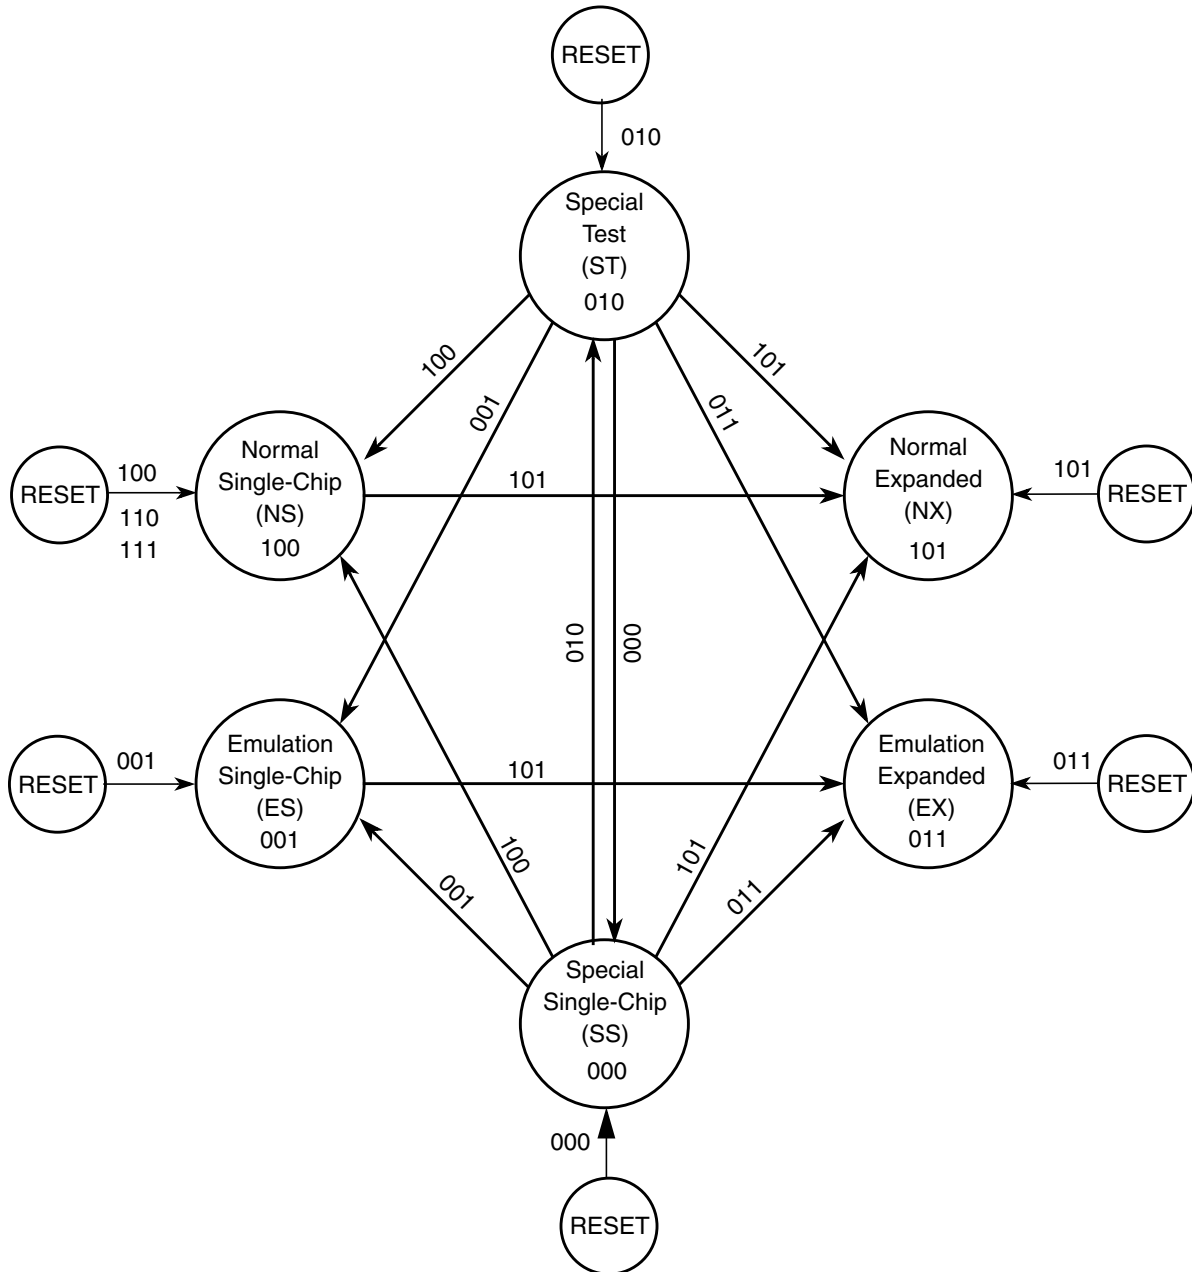 RESET
010
Special
Test
(ST)
010
100
001
101
011
Normal
Single-Chip
(NS)
100
RESET
100
110
111
101
Normal
Expanded
(NX)
101
101
RESET
010
000
Emulation
Single-Chip
(ES)
001
RESET
001
101
Emulation
Expanded
(EX)
011
011
RESET
001
100
101
011
Special
Single-Chip
(SS)
000
000
RESET